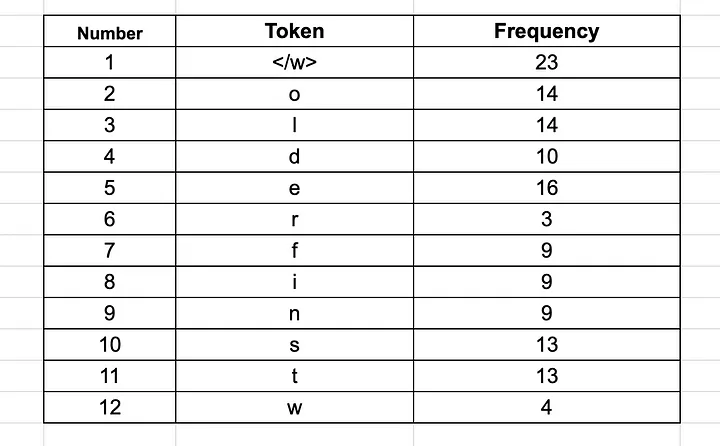 Number Token Frequency
1 </w> 23
2 o 14
3 l 14
4 d 10
5 e 16
6 r 3
7 f 9
8 i 9
9 n 9
10 s 13
11 t 13
12 w 4